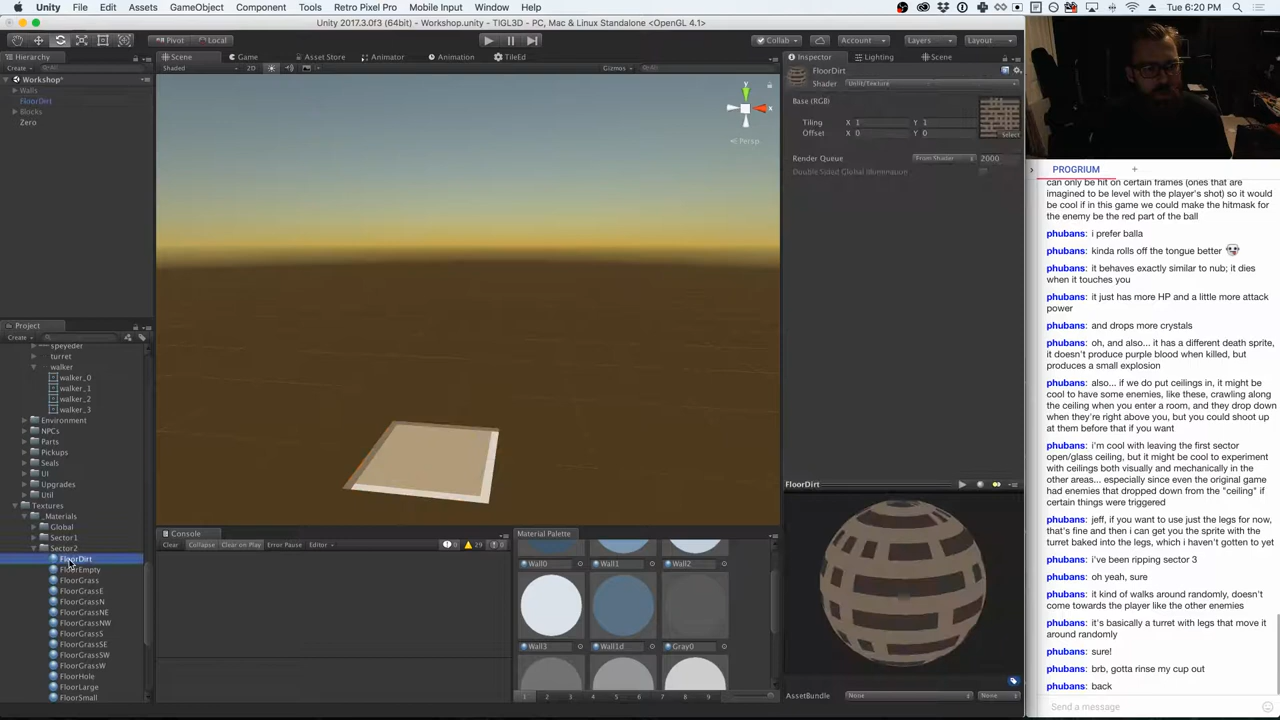 Unity File Edit Assets GameObject Component Tools Retro Pixel Pro Mobile Input Window Help
Tue 6:20 PM
Unity 2017.3.0f3 (64bit) - Workshop.unity - TIGL3D - PC, Mac & Linux Standalone <OpenGL 4.1>
Pivot Local
Collab Account Layers Layout
Hierarchy
Create
Workshop*
Walls
FloorDirt
Blocks
Zero
Scene Game Asset Store Animator Animation TileEd
Shaded 2D Gizmos
y
x
Persp
Inspector Lighting Scene
FloorDirt
Shader Unlit/Texture
Base (RGB)
Tiling X 1 Y 1
Offset X 0 Y 0
Select
Render Queue From Shader 2000
Double Sided Global Illumination
FloorDirt
AssetBundle None None
Project
Create
speyeder
turret
walker
walker_0
walker_1
walker_2
walker_3
Environment
NPCs
Parts
Pickups
Seals
UI
Upgrades
Util
Textures
_Materials
Global
Sector1
Sector2
FloorDirt
FloorEmpty
FloorGrass
FloorGrassE
FloorGrassN
FloorGrassNE
FloorGrassNW
FloorGrassS
FloorGrassSE
FloorGrassSW
FloorGrassW
FloorHole
FloorLarge
FloorSmall
Console
Clear Collapse Clear on Play Error Pause Editor
0 29 0
Material Palette
Wall0 Wall1 Wall2
Wall3 Wall1d Gray0
1 2 3 4 5 6 7 8 9
PROGRIUM
can only be hit on certain frames (ones that are
imagined to be level with the player's shot) so it would
be cool if in this game we could make the hitmask for
the enemy be the red part of the ball
phubans: i prefer balla
phubans: kinda rolls off the tongue better
phubans: it behaves exactly similar to nub; it dies
when it touches you
phubans: it just has more HP and a little more attack
power
phubans: and drops more crystals
phubans: oh, and also... it has a different death sprite,
it doesn't produce purple blood when killed, but
produces a small explosion
phubans: also... if we do put ceilings in, it might be
cool to have some enemies, like these, crawling along
the ceiling when you enter a room, and they drop down
when they're right above you, but you could shoot up
at them before that if you want
phubans: i'm cool with leaving the first sector
open/glass ceiling, but it might be cool to experiment
with ceilings both visually and mechanically in the
other areas... especially since even the original game
had enemies that dropped down from the "ceiling" if
certain things were triggered
phubans: jeff, if you want to use just the legs for now,
that's fine and then i can get you the sprite with the
turret baked into the legs, which i haven't gotten to yet
phubans: i've been ripping sector 3
phubans: oh yeah, sure
phubans: it kind of walks around randomly, doesn't
come towards the player like the other enemies
phubans: it's basically a turret with legs that move it
around randomly
phubans: sure!
phubans: brb, gotta rinse my cup out
phubans: back
Send a message